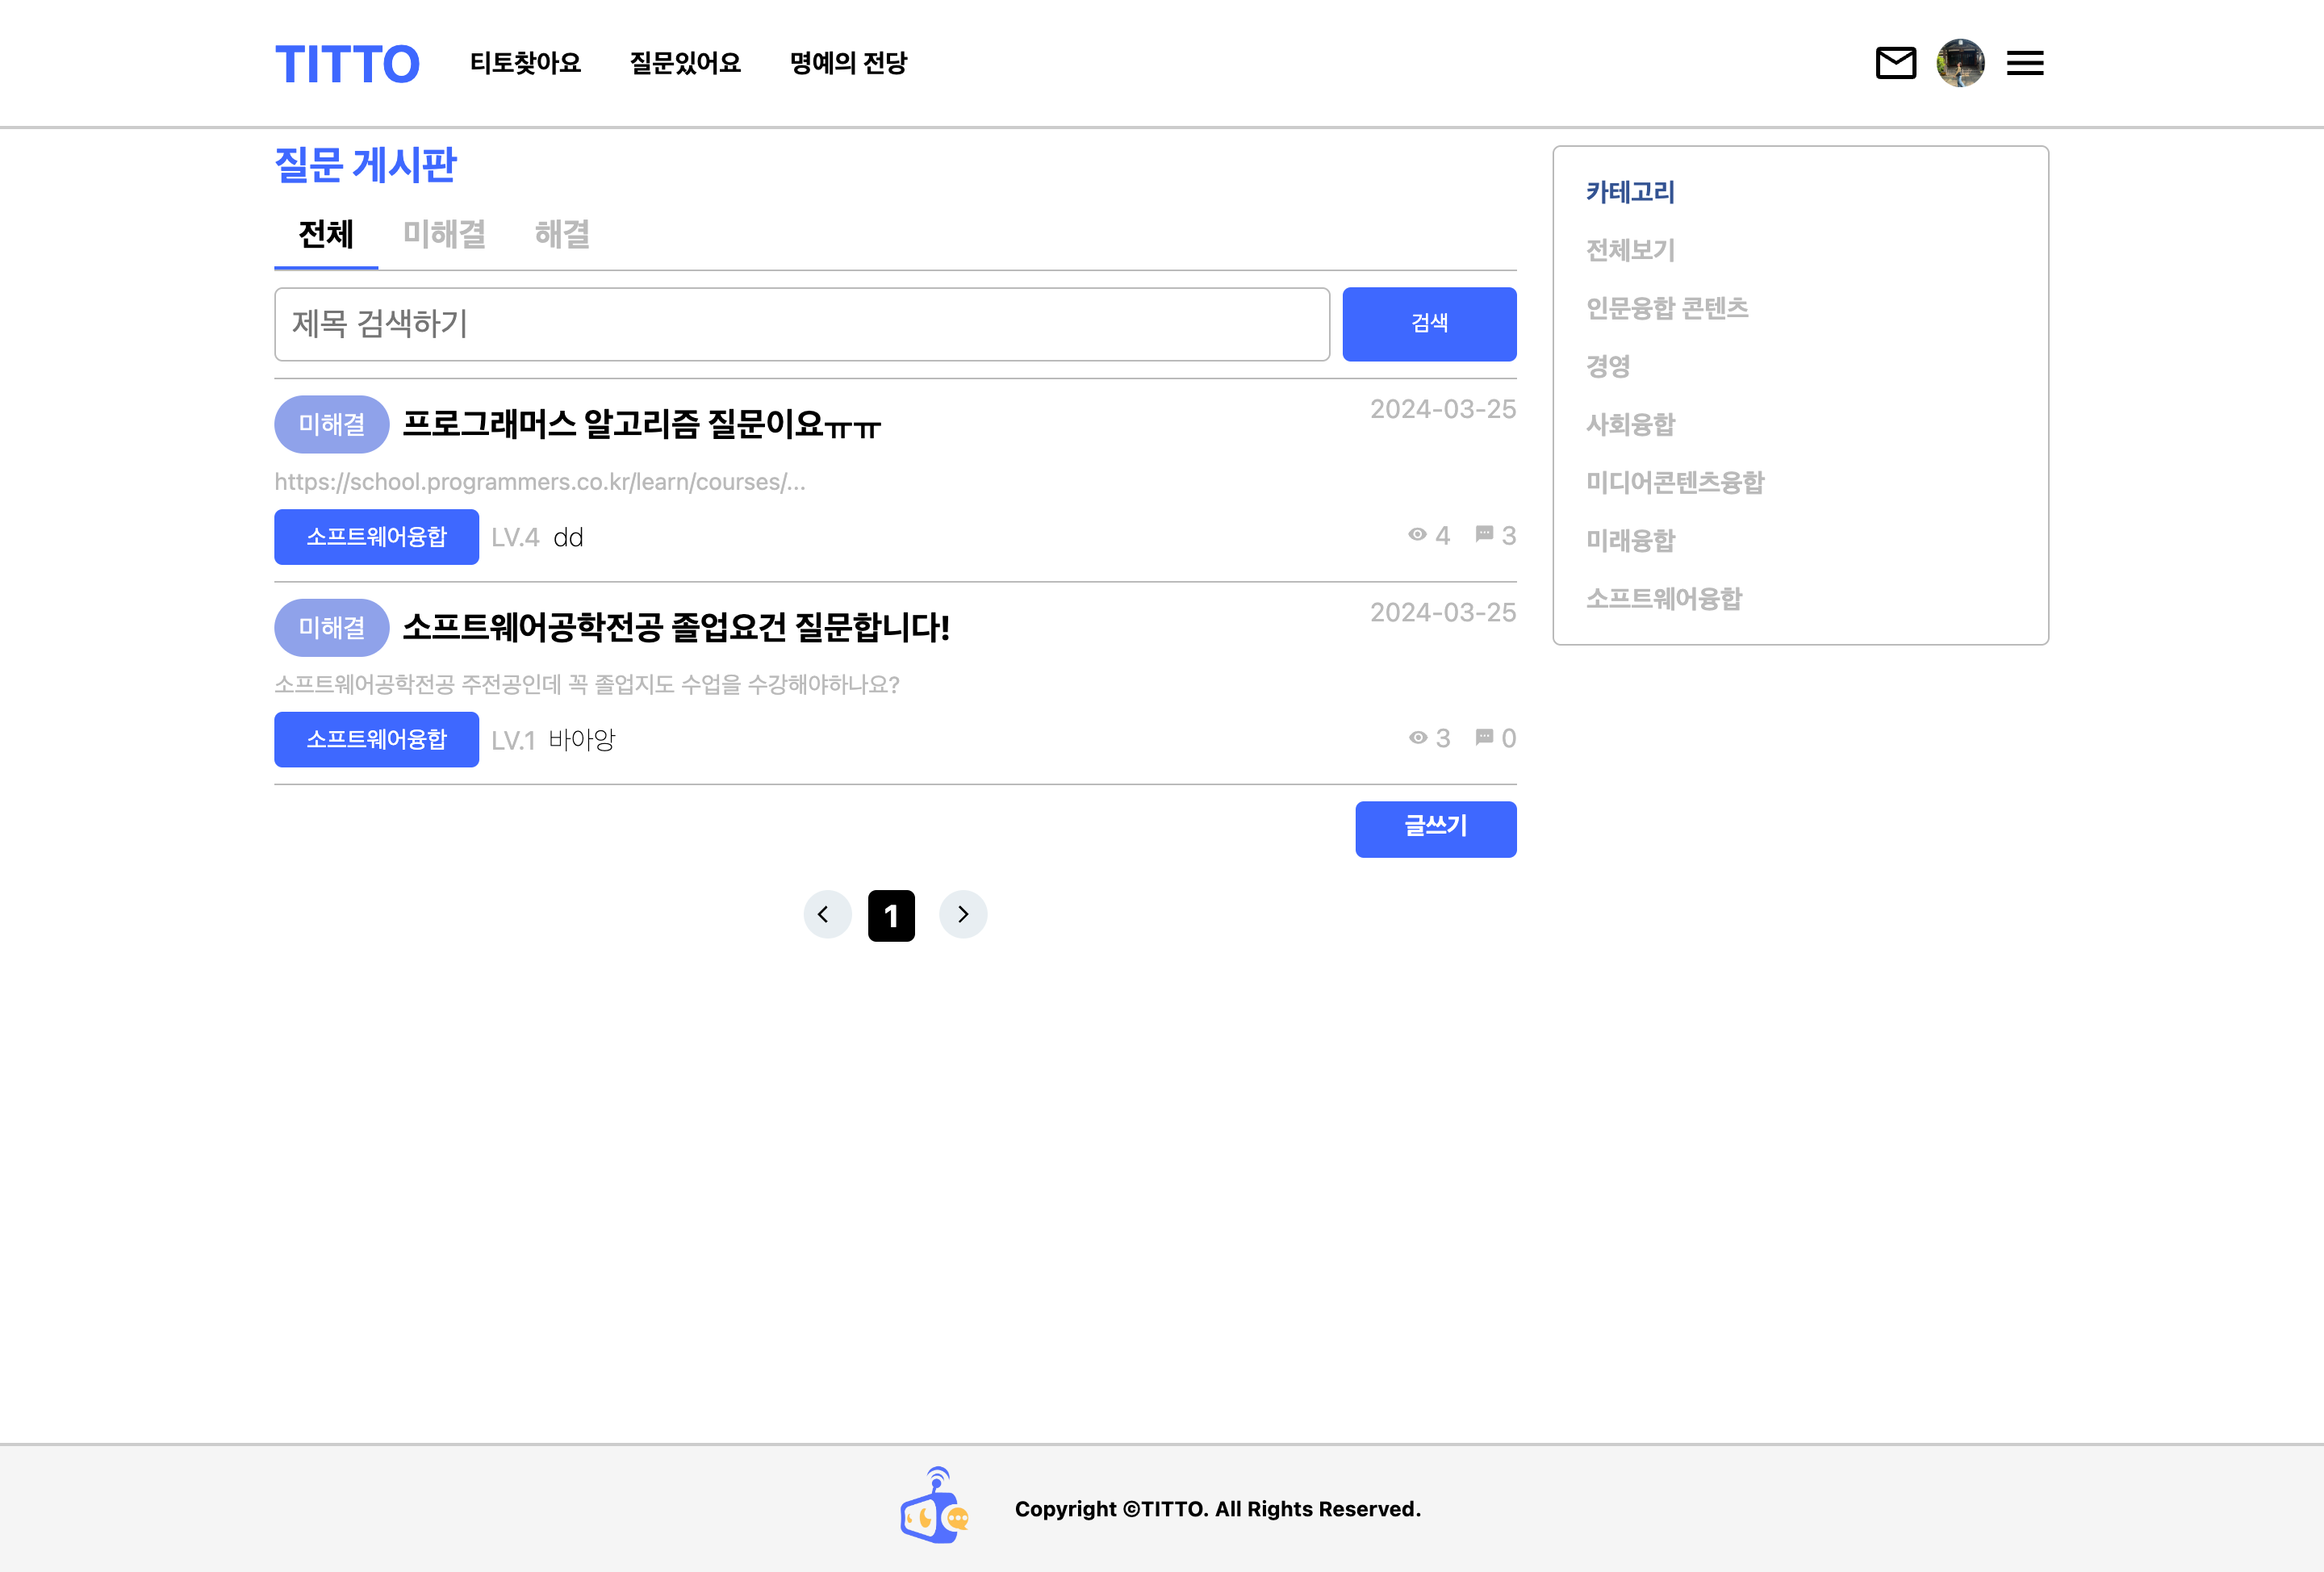 TITTO 티토찾아요 질문있어요 명예의 전당
질문 게시판
전체 미해결 해결
제목 검색하기 검색
미해결 프로그래머스 알고리즘 질문이요ㅠㅠ 2024-03-25
https://school.programmers.co.kr/learn/courses/...
소프트웨어융합 LV.4 dd 4 3
미해결 소프트웨어공학전공 졸업요건 질문합니다! 2024-03-25
소프트웨어공학전공 주전공인데 꼭 졸업지도 수업을 수강해야하나요?
소프트웨어융합 LV.1 바아앙 3 0
글쓰기
1
카테고리
전체보기
인문융합 콘텐츠
경영
사회융합
미디어콘텐츠융합
미래융합
소프트웨어융합
Copyright ©TITTO. All Rights Reserved.